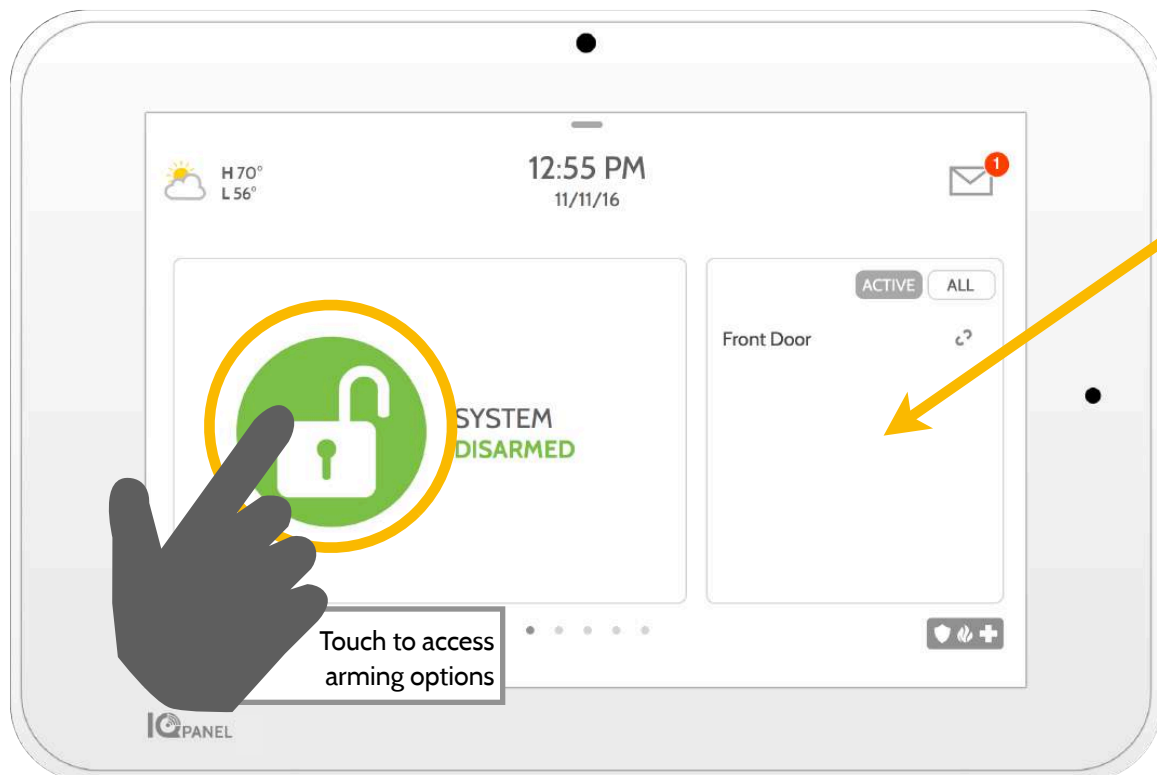 H 70°
L 56°
12:55 PM
11/11/16
1
ACTIVE
ALL
Front Door
SYSTEM
DISARMED
Touch to access
arming options
IQ PANEL